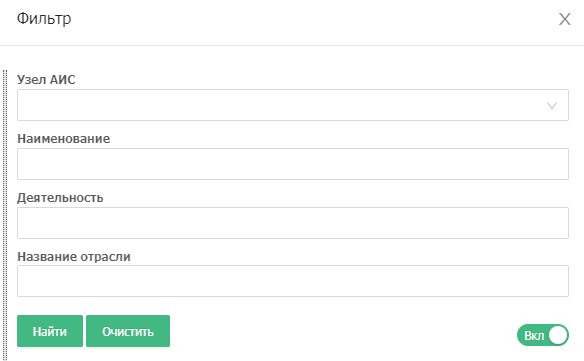 Фильтр
Узел АИС
Наименование
Деятельность
Название отрасли
Найти Очистить Вкл